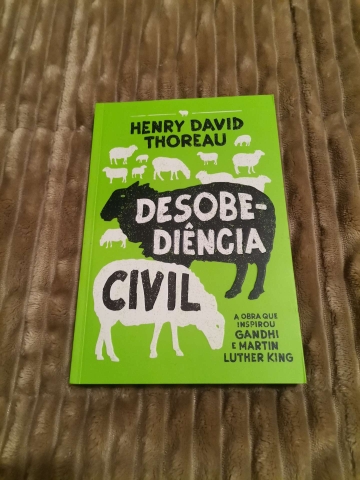 HENRY DAVID
THOREAU
DESOBE-
DIÊNCIA
CIVIL
A OBRA QUE
INSPIROU
GANDHI
E MARTIN
LUTHER KING